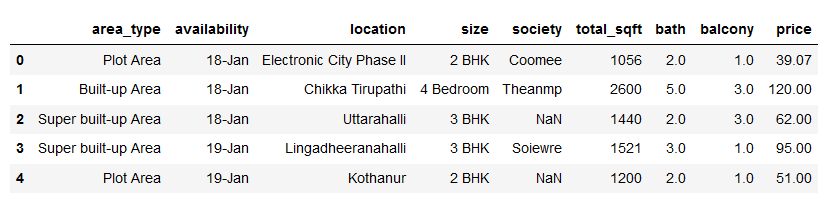 area_type availability location size society total_sqft bath balcony price
0 Plot Area 18-Jan Electronic City Phase II 2 BHK Coomee 1056 2.0 1.0 39.07
1 Built-up Area 18-Jan Chikka Tirupathi 4 Bedroom Theanmp 2600 5.0 3.0 120.00
2 Super built-up Area 18-Jan Uttarahalli 3 BHK NaN 1440 2.0 3.0 62.00
3 Super built-up Area 19-Jan Lingadheeranahalli 3 BHK Soiewre 1521 3.0 1.0 95.00
4 Plot Area 19-Jan Kothanur 2 BHK NaN 1200 2.0 1.0 51.00